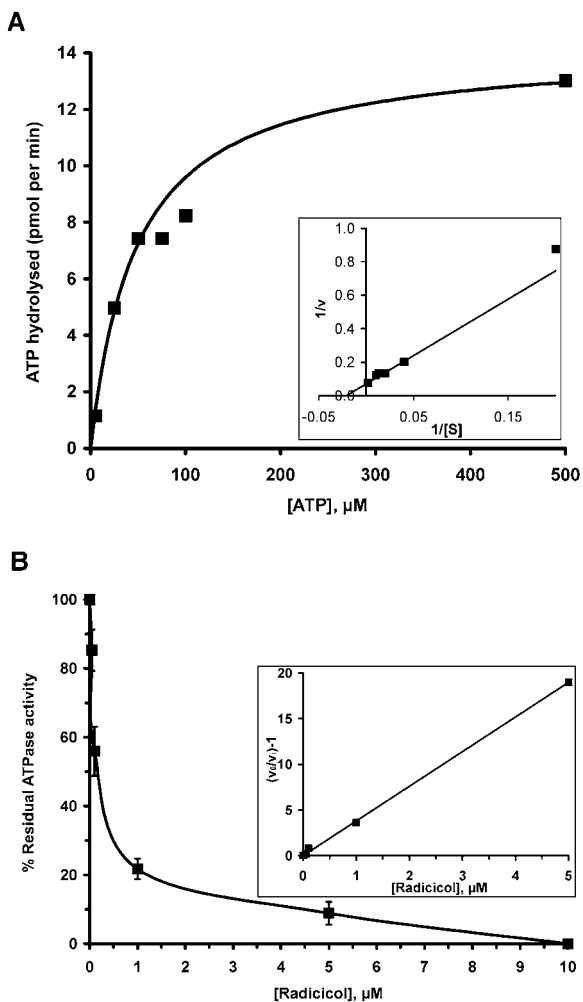 A
ATP hydrolysed (pmol per min)
14
12
10
8
6
4
2
0
0 100 200 300 400 500
[ATP], µM
1/v
1.0
0.8
0.6
0.4
0.2
0.0
-0.05 0.05 0.15
1/[S]
B
% Residual ATPase activity
100
80
60
40
20
0
0 1 2 3 4 5 6 7 8 9 10
[Radicicol], µM
(v₀/vᵢ)-1
20
15
10
5
0
0 1 2 3 4 5
[Radicicol], µM